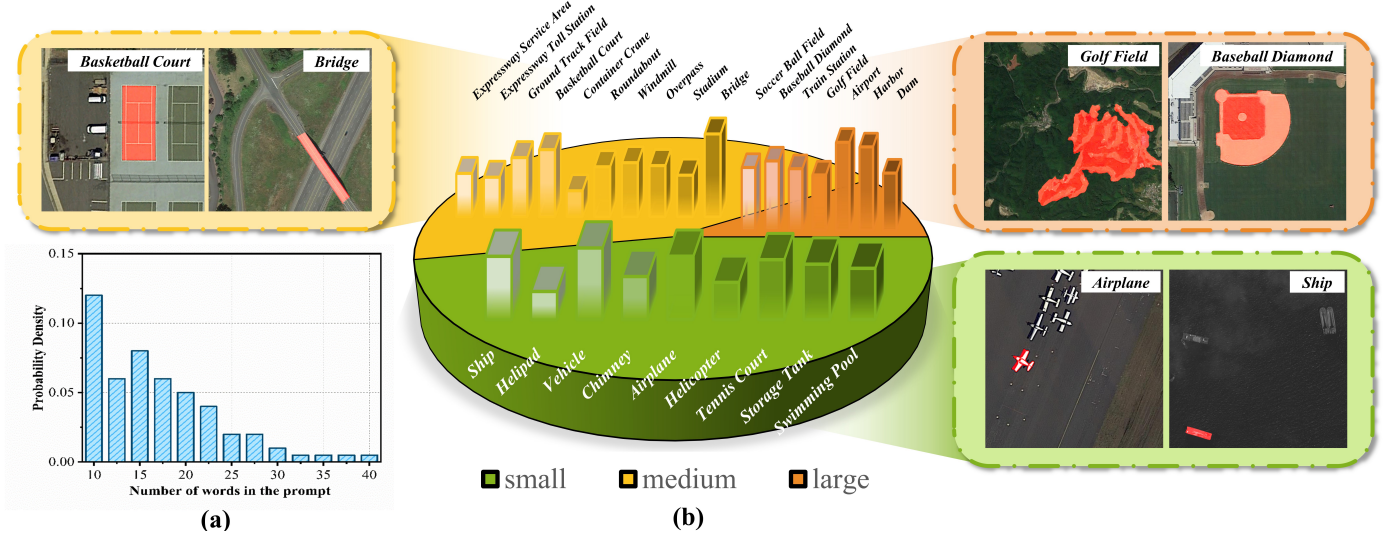 Basketball Court
Bridge
Expressway Service Area
Expressway Toll Station
Ground Track Field
Basketball Court
Container Crane
Roundabout
Windmill
Overpass
Stadium
Bridge
Soccer Ball Field
Baseball Diamond
Train Station
Golf Field
Airport
Harbor
Dam
Golf Field
Baseball Diamond
Airplane
Ship
Ship
Helipad
Vehicle
Chimney
Airplane
Helicopter
Tennis Court
Storage Tank
Swimming Pool
small
medium
large
(b)
Probability Density
0.15
0.10
0.05
0.00
10 15 20 25 30 35 40
Number of words in the prompt
(a)